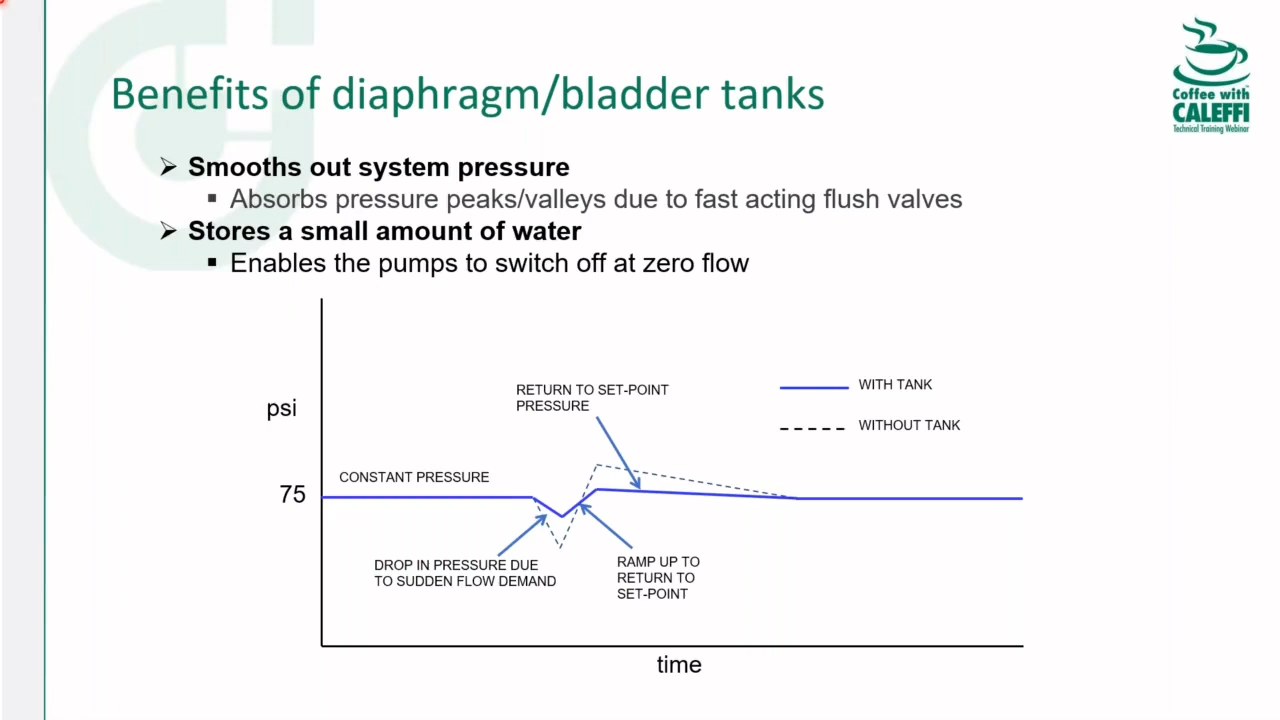 Coffee with
CALEFFI
Technical Training Webinar
Benefits of diaphragm/bladder tanks
➢ Smooths out system pressure
▪ Absorbs pressure peaks/valleys due to fast acting flush valves
➢ Stores a small amount of water
▪ Enables the pumps to switch off at zero flow
RETURN TO SET-POINT
PRESSURE
WITH TANK
WITHOUT TANK
psi
CONSTANT PRESSURE
75
DROP IN PRESSURE DUE
TO SUDDEN FLOW DEMAND
RAMP UP TO
RETURN TO
SET-POINT
time